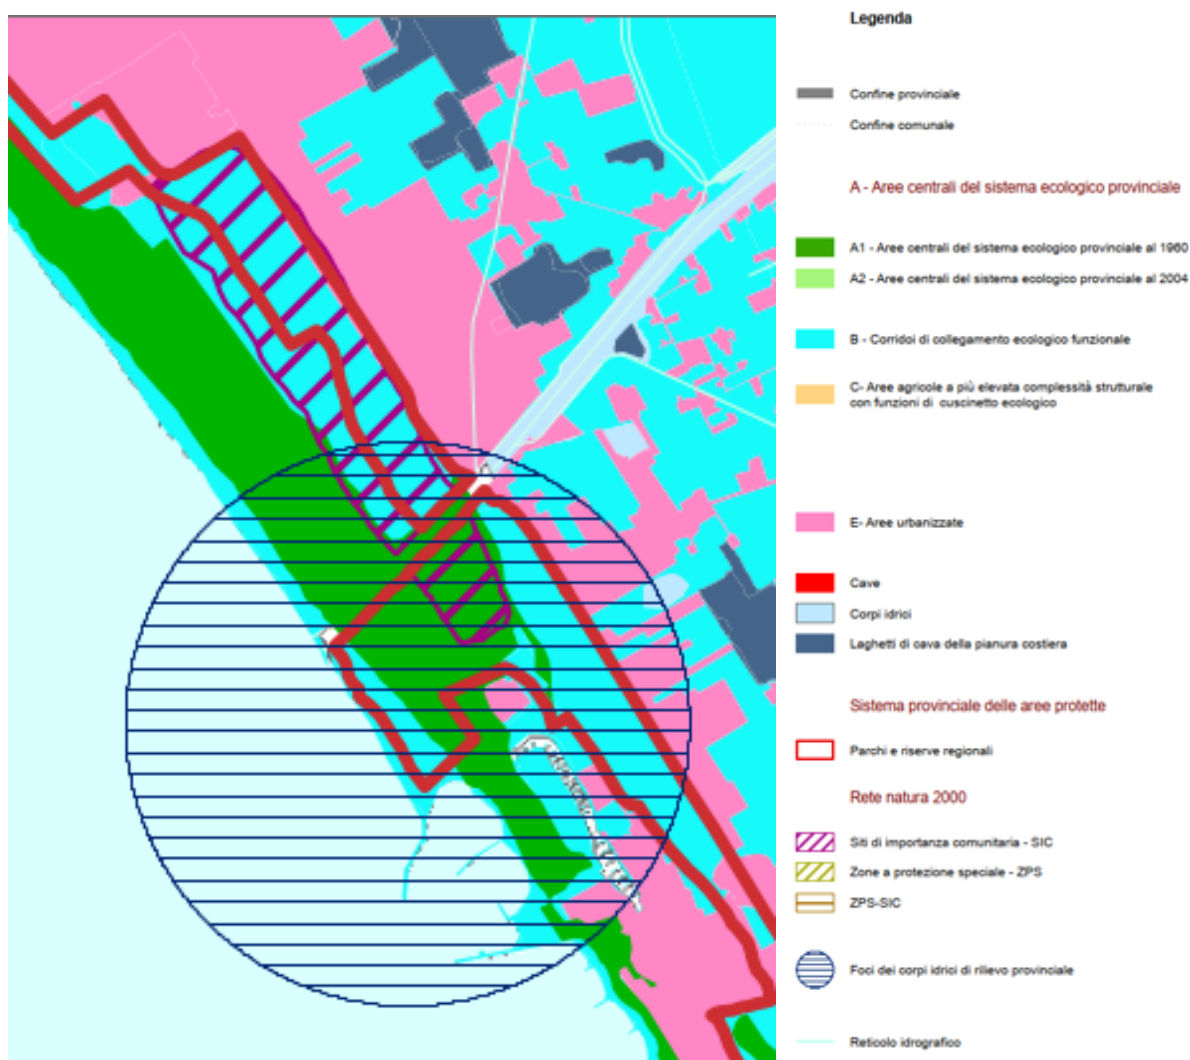 Legenda
Confine provinciale
Confine comunale
A - Aree centrali del sistema ecologico provinciale
A1 - Aree centrali del sistema ecologico provinciale al 1960
A2 - Aree centrali del sistema ecologico provinciale al 2004
B - Corridoi di collegamento ecologico funzionale
C- Aree agricole a più elevata complessità strutturale
con funzioni di cuscinetto ecologico
E- Aree urbanizzate
Cave
Corpi idrici
Laghetti di cava della pianura costiera
Sistema provinciale delle aree protette
Parchi e riserve regionali
Rete natura 2000
Siti di importanza comunitaria - SIC
Zone a protezione speciale - ZPS
ZPS-SIC
Foci dei corpi idrici di rilievo provinciale
Reticolo idrografico